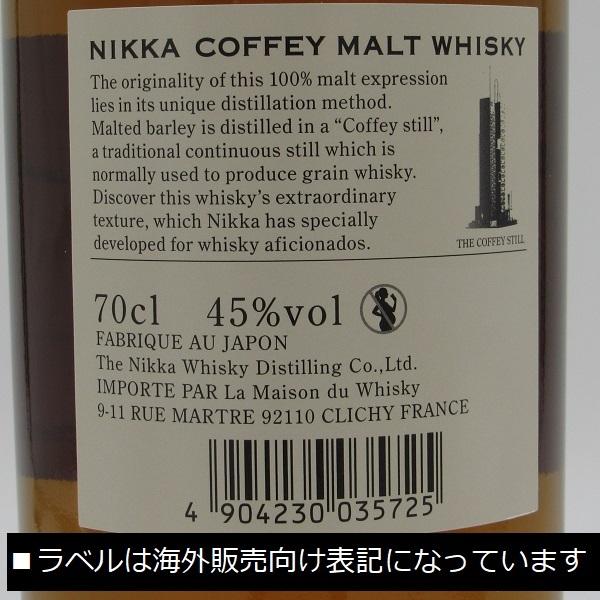 NIKKA COFFEY MALT WHISKY
The originality of this 100% malt expression
lies in its unique distillation method.
Malted barley is distilled in a “Coffey still”,
a traditional continuous still which is
normally used to produce grain whisky.
Discover this whisky's extraordinary
texture, which Nikka has specially
developed for whisky aficionados.
THE COFFEY STILL
70cl 45%vol
FABRIQUE AU JAPON
The Nikka Whisky Distilling Co.,Ltd.
IMPORTE PAR La Maison du Whisky
9-11 RUE MARTRE 92110 CLICHY FRANCE
4 904230 035725
■ラベルは海外販売向け表記になっています